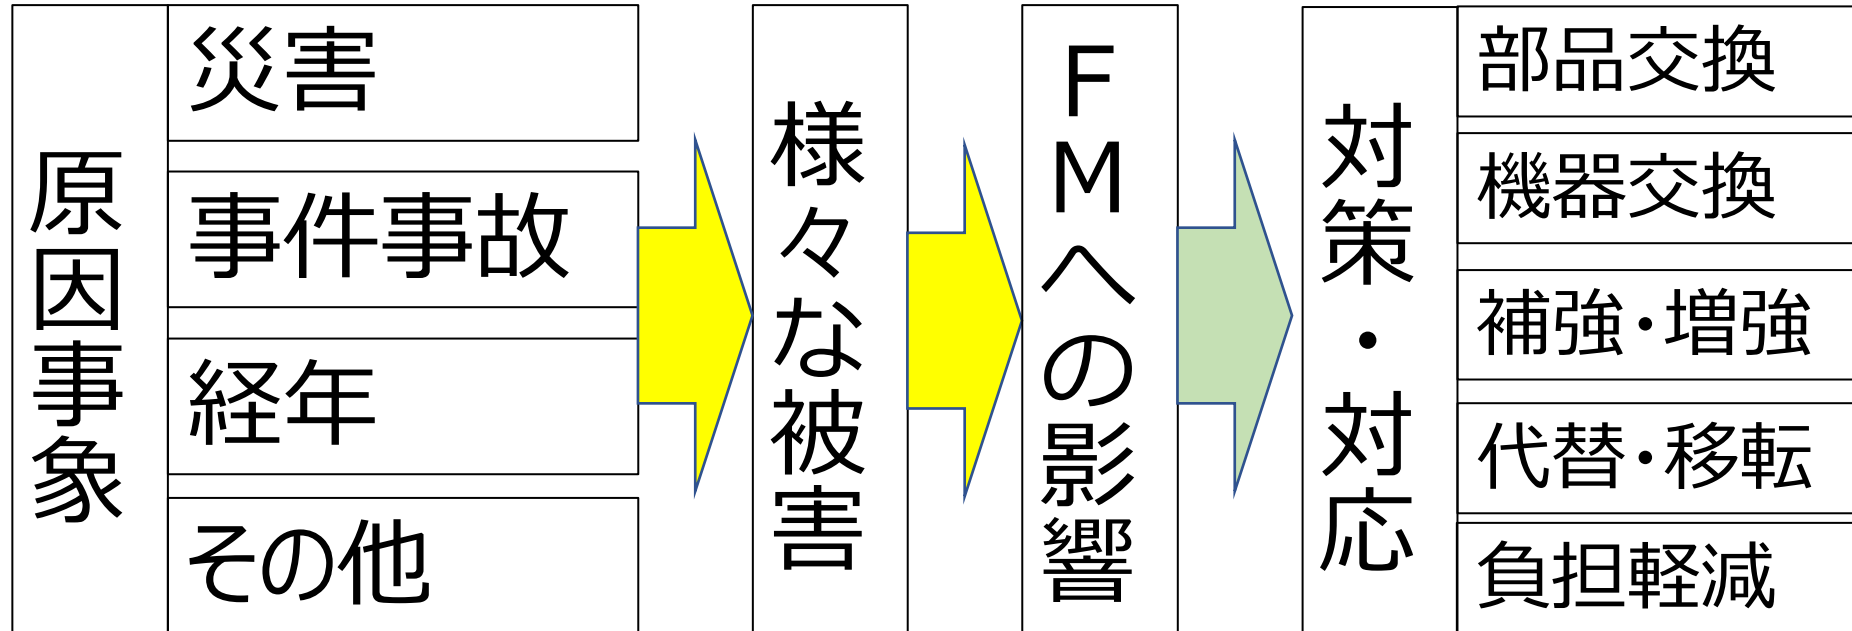 原因事象
災害
事件事故
経年
その他
様々な被害
FMへの影響
対策・対応
部品交換
機器交換
補強・増強
代替・移転
負担軽減